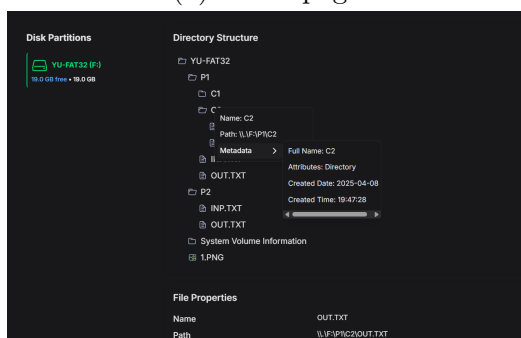 Disk Partitions
YU-FAT32 (F:)
19.0 GB free • 19.0 GB
Directory Structure
YU-FAT32
P1
C1
Name: C2
Path: \\.\F:\P1\C2
Metadata >
Full Name: C2
Attributes: Directory
Created Date: 2025-04-08
Created Time: 19:47:28
OUT.TXT
P2
INP.TXT
OUT.TXT
System Volume Information
1.PNG
File Properties
Name OUT.TXT
Path \\.\F:\P1\C2\OUT.TXT